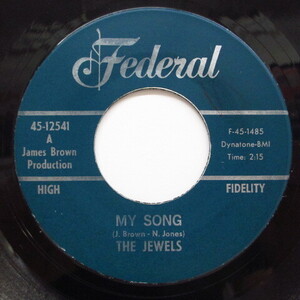 Federal
45-12541
A
James Brown
Production
F-45-1485
Dynatone-BMI
Time: 2:15
HIGH
FIDELITY
MY SONG
(J. Brown - N. Jones)
THE JEWELS